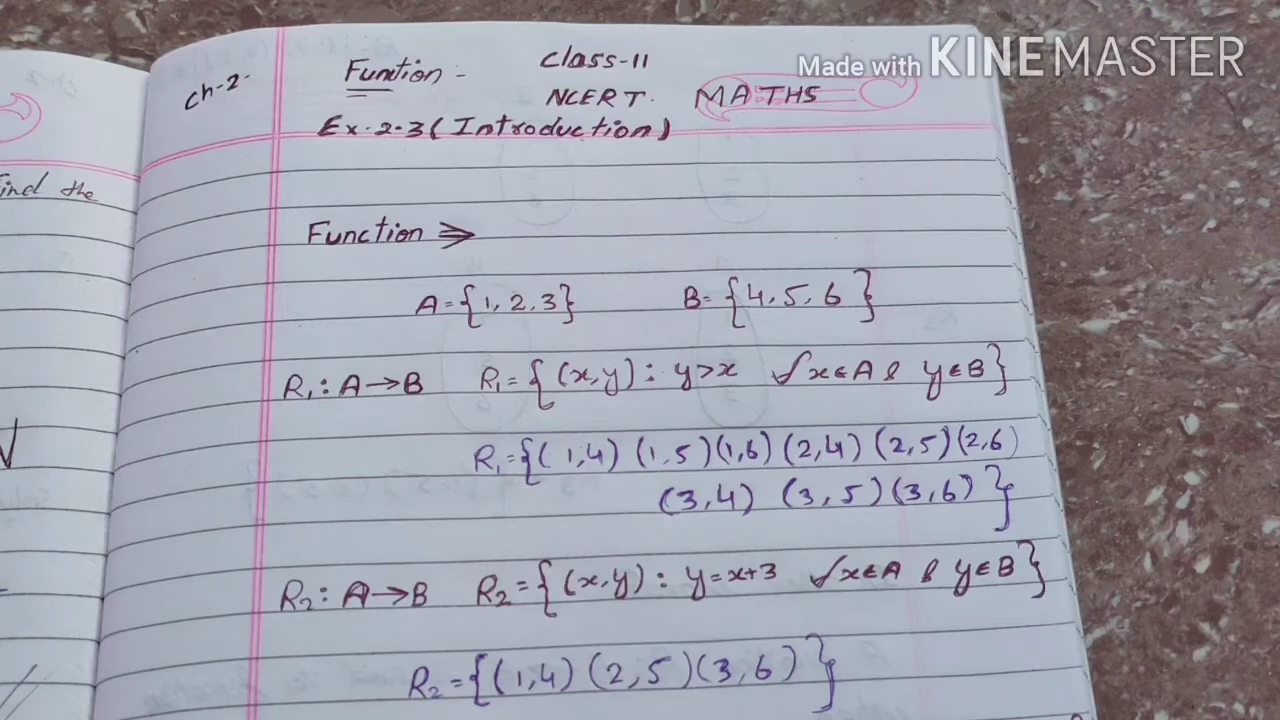 Made with KINEMASTER
Ch-2.
Function -
Class-11
NCERT. MATHS
Ex.2.3 (Introduction)
find the
Function ⇒
A={1,2,3} B={4,5,6}
R₁: A→B R₁={(x,y): y>x ∀x∈A & y∈B}
R₁={(1,4) (1,5)(1,6)(2,4)(2,5)(2,6)
(3,4) (3,5)(3,6)}
R₂: A→B R₂={(x,y): y=x+3 ∀x∈A & y∈B}
R₂={(1,4)(2,5)(3,6)}